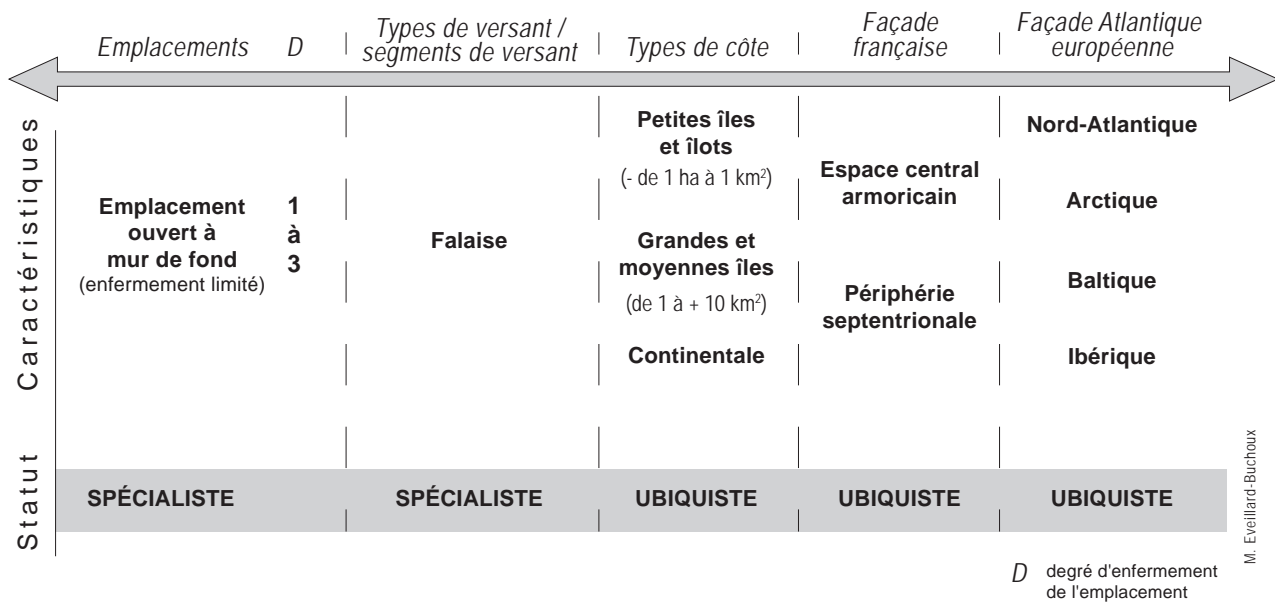 Emplacements D
Types de versant /
segments de versant
Types de côte
Façade
française
Façade Atlantique
européenne
Caractéristiques
Emplacement
ouvert à
mur de fond
(enfermement limité)
1
à
3
Falaise
Petites îles
et îlots
(- de 1 ha à 1 km²)
Grandes et
moyennes îles
(de 1 à + 10 km²)
Continentale
Espace central
armoricain
Périphérie
septentrionale
Nord-Atlantique
Arctique
Baltique
Ibérique
Statut
SPÉCIALISTE
SPÉCIALISTE
UBIQUISTE
UBIQUISTE
UBIQUISTE
M. Eveillard-Buchoux
D degré d'enfermement
de l'emplacement